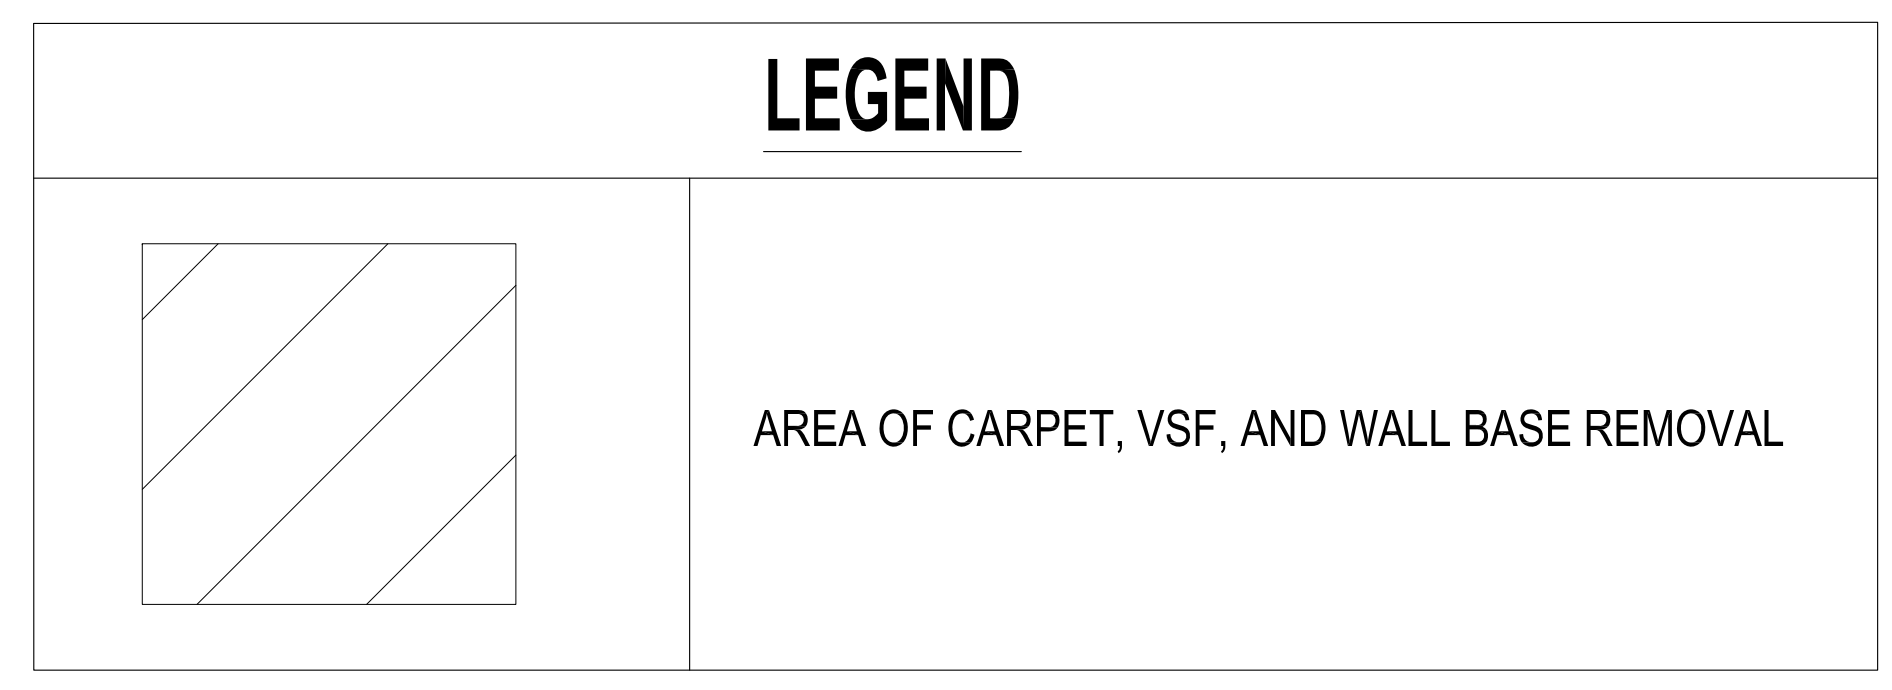 LEGEND
AREA OF CARPET, VSF, AND WALL BASE REMOVAL